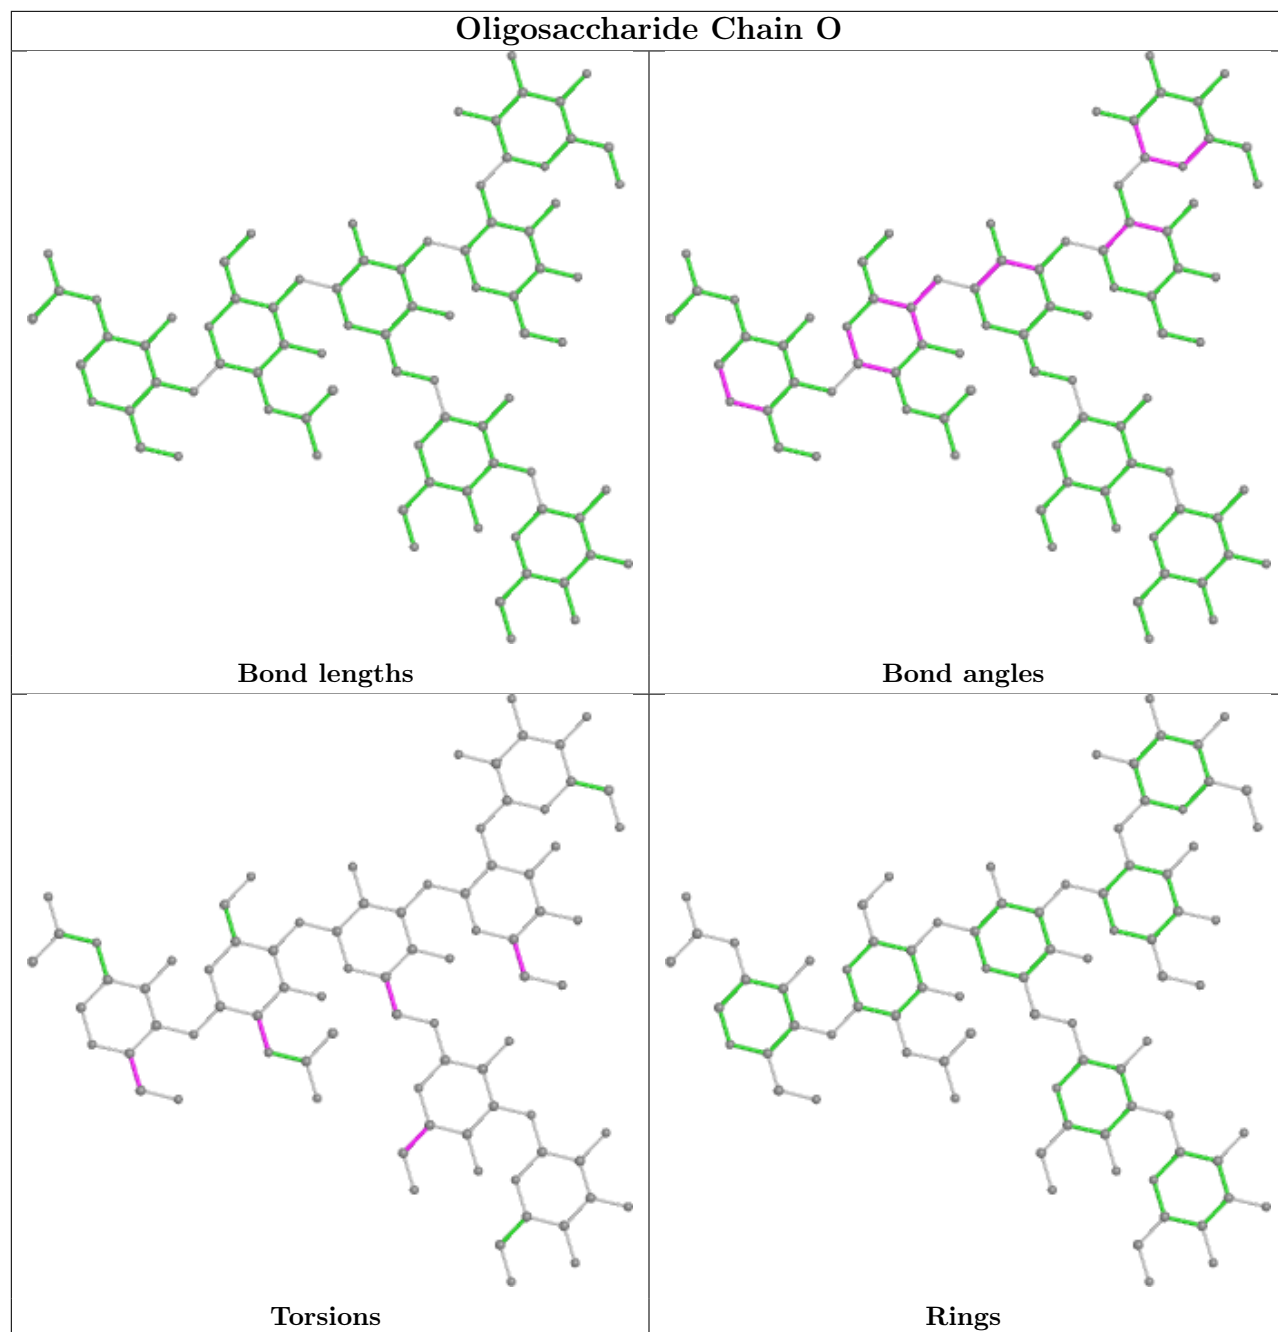 Oligosaccharide Chain O
Bond lengths
Bond angles
Torsions
Rings